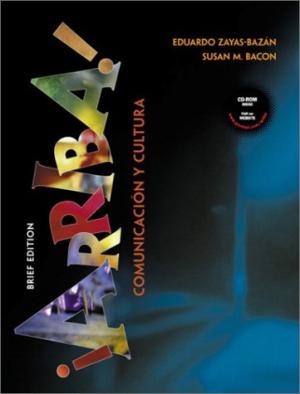 EDUARDO ZAYAS-BAZÁN
SUSAN M. BACON
CD-ROM
¡ARRIBA!
COMUNICACIÓN Y CULTURA
BRIEF EDITION